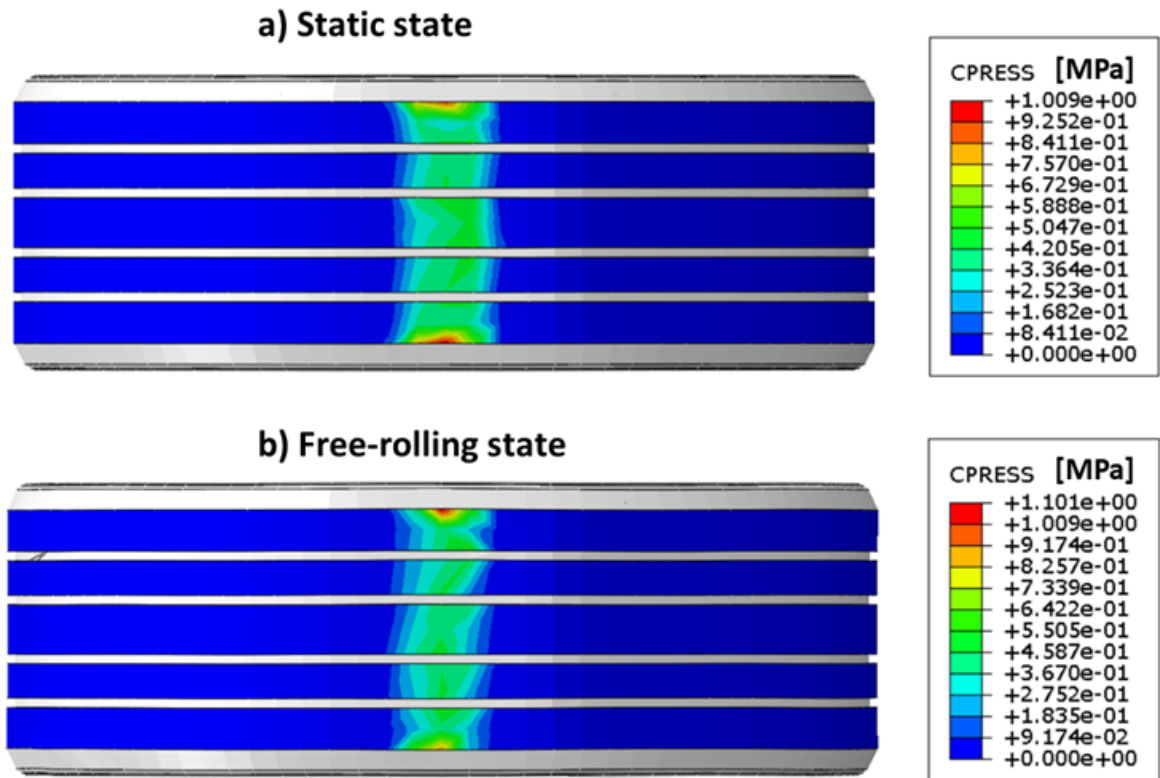 a) Static state
CPRESS [MPa]
+1.009e+00
+9.252e-01
+8.411e-01
+7.570e-01
+6.729e-01
+5.888e-01
+5.047e-01
+4.205e-01
+3.364e-01
+2.523e-01
+1.682e-01
+8.411e-02
+0.000e+00
b) Free-rolling state
CPRESS [MPa]
+1.101e+00
+1.009e+00
+9.174e-01
+8.257e-01
+7.339e-01
+6.422e-01
+5.505e-01
+4.587e-01
+3.670e-01
+2.752e-01
+1.835e-01
+9.174e-02
+0.000e+00